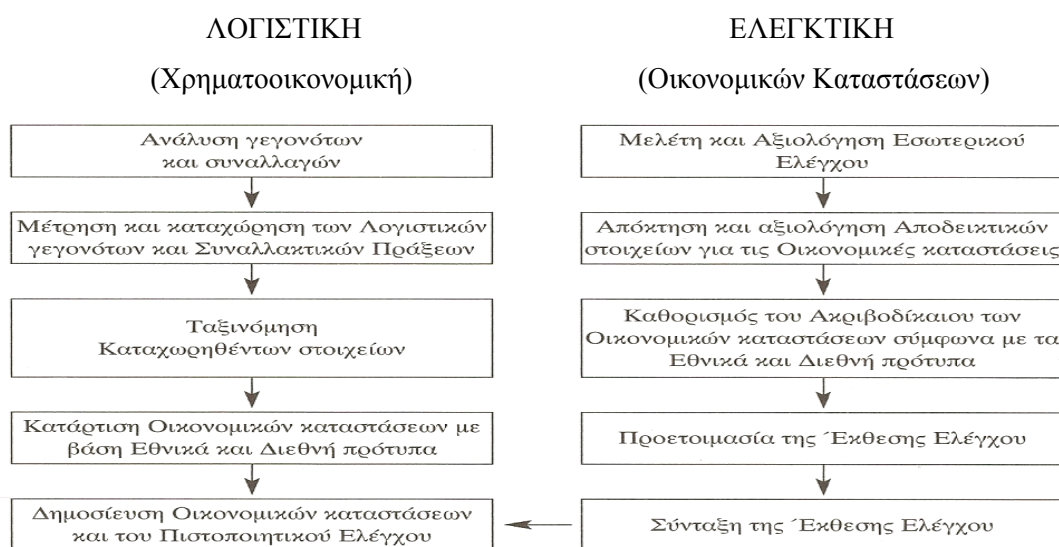 ΛΟΓΙΣΤΙΚΗ
(Χρηματοοικονομική)
Ανάλυση γεγονότων
και συναλλαγών
Μέτρηση και καταχώρηση των Λογιστικών
γεγονότων και Συναλλακτικών Πράξεων
Ταξινόμηση
Καταχωρηθέντων στοιχείων
Κατάρτιση Οικονομικών καταστάσεων με
βάση Εθνικά και Διεθνή πρότυπα
Δημοσίευση Οικονομικών καταστάσεων
και του Πιστοποιητικού Ελέγχου
ΕΛΕΓΚΤΙΚΗ
(Οικονομικών Καταστάσεων)
Μελέτη και Αξιολόγηση Εσωτερικού
Ελέγχου
Απόκτηση και αξιολόγηση Αποδεικτικών
στοιχείων για τις Οικονομικές καταστάσεις
Καθορισμός του Ακριβοδίκαιου των
Οικονομικών καταστάσεων σύμφωνα με τα
Εθνικά και Διεθνή πρότυπα
Προετοιμασία της Έκθεσης Ελέγχου
Σύνταξη της Έκθεσης Ελέγχου